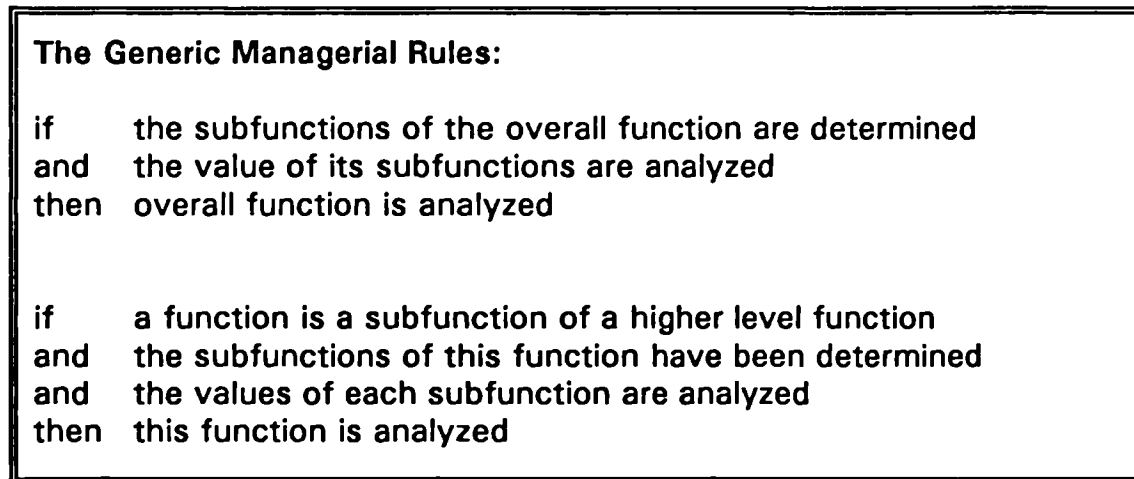 The Generic Managerial Rules:
if the subfunctions of the overall function are determined
and the value of its subfunctions are analyzed
then overall function is analyzed
if a function is a subfunction of a higher level function
and the subfunctions of this function have been determined
and the values of each subfunction are analyzed
then this function is analyzed